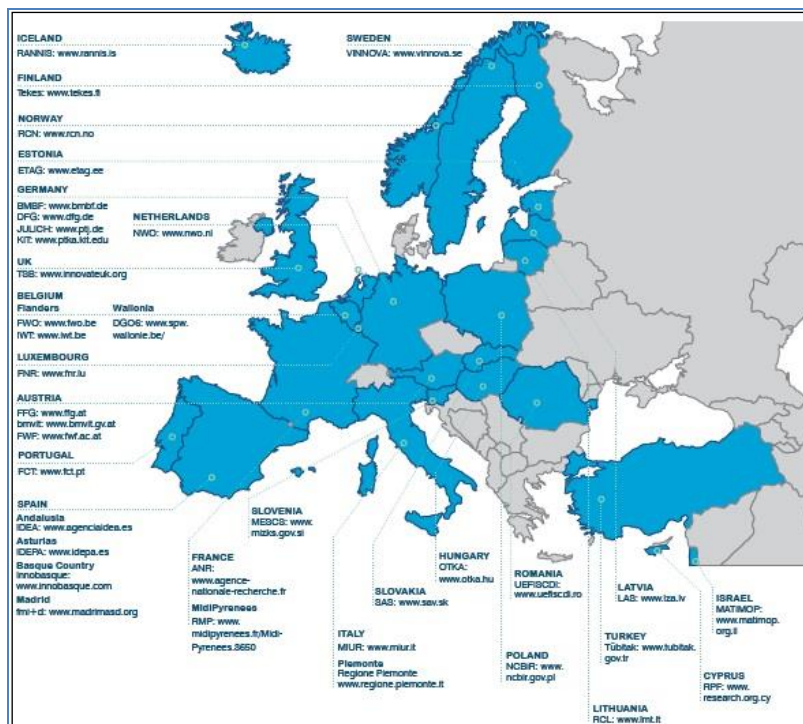 ICELAND
RANNIS: www.rannis.is
SWEDEN
VINNOVA: www.vinnova.se
FINLAND
Tekes: www.tekes.fi
NORWAY
RCN: www.rcn.no
ESTONIA
ETAG: www.etag.ee
GERMANY
BMBF: www.bmbf.de
DFG: www.dfg.de
JULICH: www.ptj.de
KIT: www.ptka.kit.edu
NETHERLANDS
NWO: www.nwo.nl
UK
TSB: www.innovateuk.org
BELGIUM
Flanders
FWO: www.fwo.be
IWT: www.iwt.be
Wallonia
DGO6: www.spw.
wallonie.be/
LUXEMBOURG
FNR: www.fnr.lu
AUSTRIA
FFG: www.ffg.at
bmvit: www.bmvit.gv.at
FWF: www.fwf.ac.at
PORTUGAL
FCT: www.fct.pt
SPAIN
Andalusia
IDEA: www.agenciaidea.es
Asturias
IDEPA: www.idepa.es
Basque Country
Innobasque:
www.innobasque.com
Madrid
fmi+d: www.madrimasd.org
SLOVENIA
MESCS: www.
mizks.gov.si
FRANCE
ANR:
www.agence-
nationale-recherche.fr
MidiPyrenees
RMP: www.
midipyrenees.fr/Midi-
Pyrenees.3650
ITALY
MIUR: www.miur.it
Piemonte
Regione Piemonte
www.regione.piemonte.it
SLOVAKIA
SAS: www.sav.sk
HUNGARY
OTKA:
www.otka.hu
ROMANIA
UEFISCDI:
www.uefiscdi.ro
POLAND
NCBiR: www.
ncbir.gov.pl
LATVIA
LAS: www.lza.lv
TURKEY
Tübitak: www.tubitak.
gov.tr
LITHUANIA
RCL: www.lmt.lt
ISRAEL
MATIMOP:
www.matimop.
org.il
CYPRUS
RPF: www.
research.org.cy